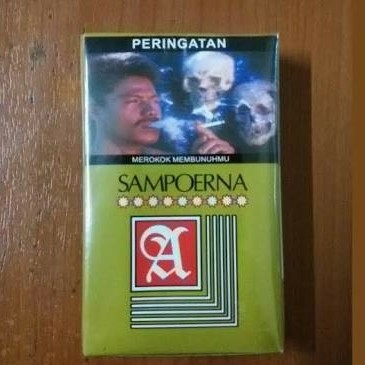 PERINGATAN
MEROKOK MEMBUNUHMU
SAMPOERNA
A